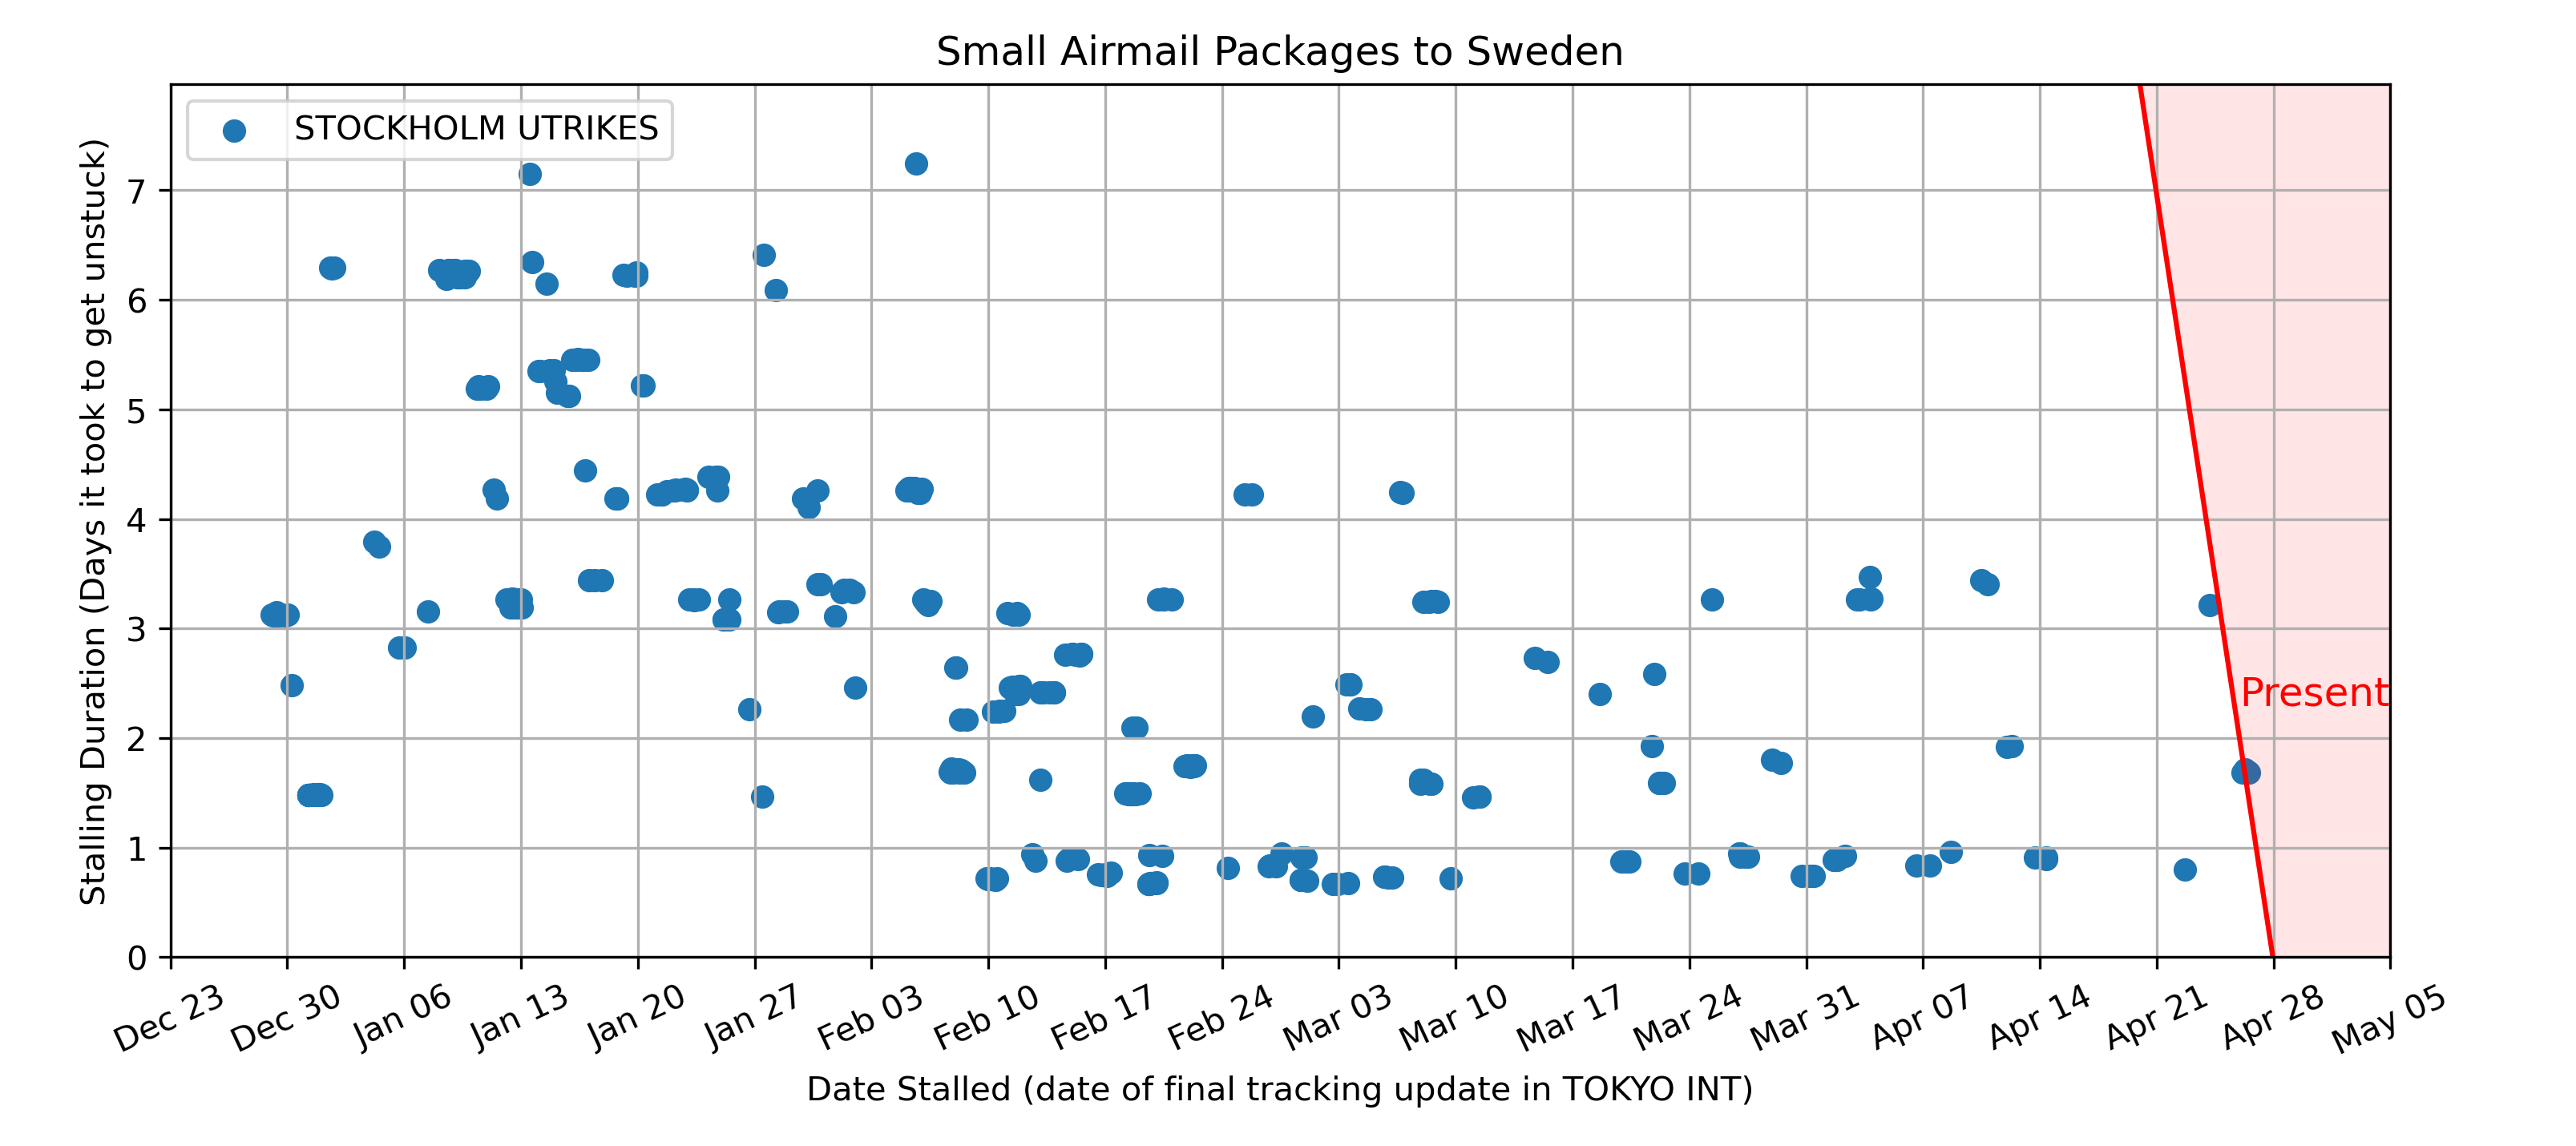 Small Airmail Packages to Sweden
STOCKHOLM UTRIKES
Stalling Duration (Days it took to get unstuck)
7
6
5
4
3
2
1
0
Present
Dec 23
Dec 30
Jan 06
Jan 13
Jan 20
Jan 27
Feb 03
Feb 10
Feb 17
Feb 24
Mar 03
Mar 10
Mar 17
Mar 24
Mar 31
Apr 07
Apr 14
Apr 21
Apr 28
May 05
Date Stalled (date of final tracking update in TOKYO INT)